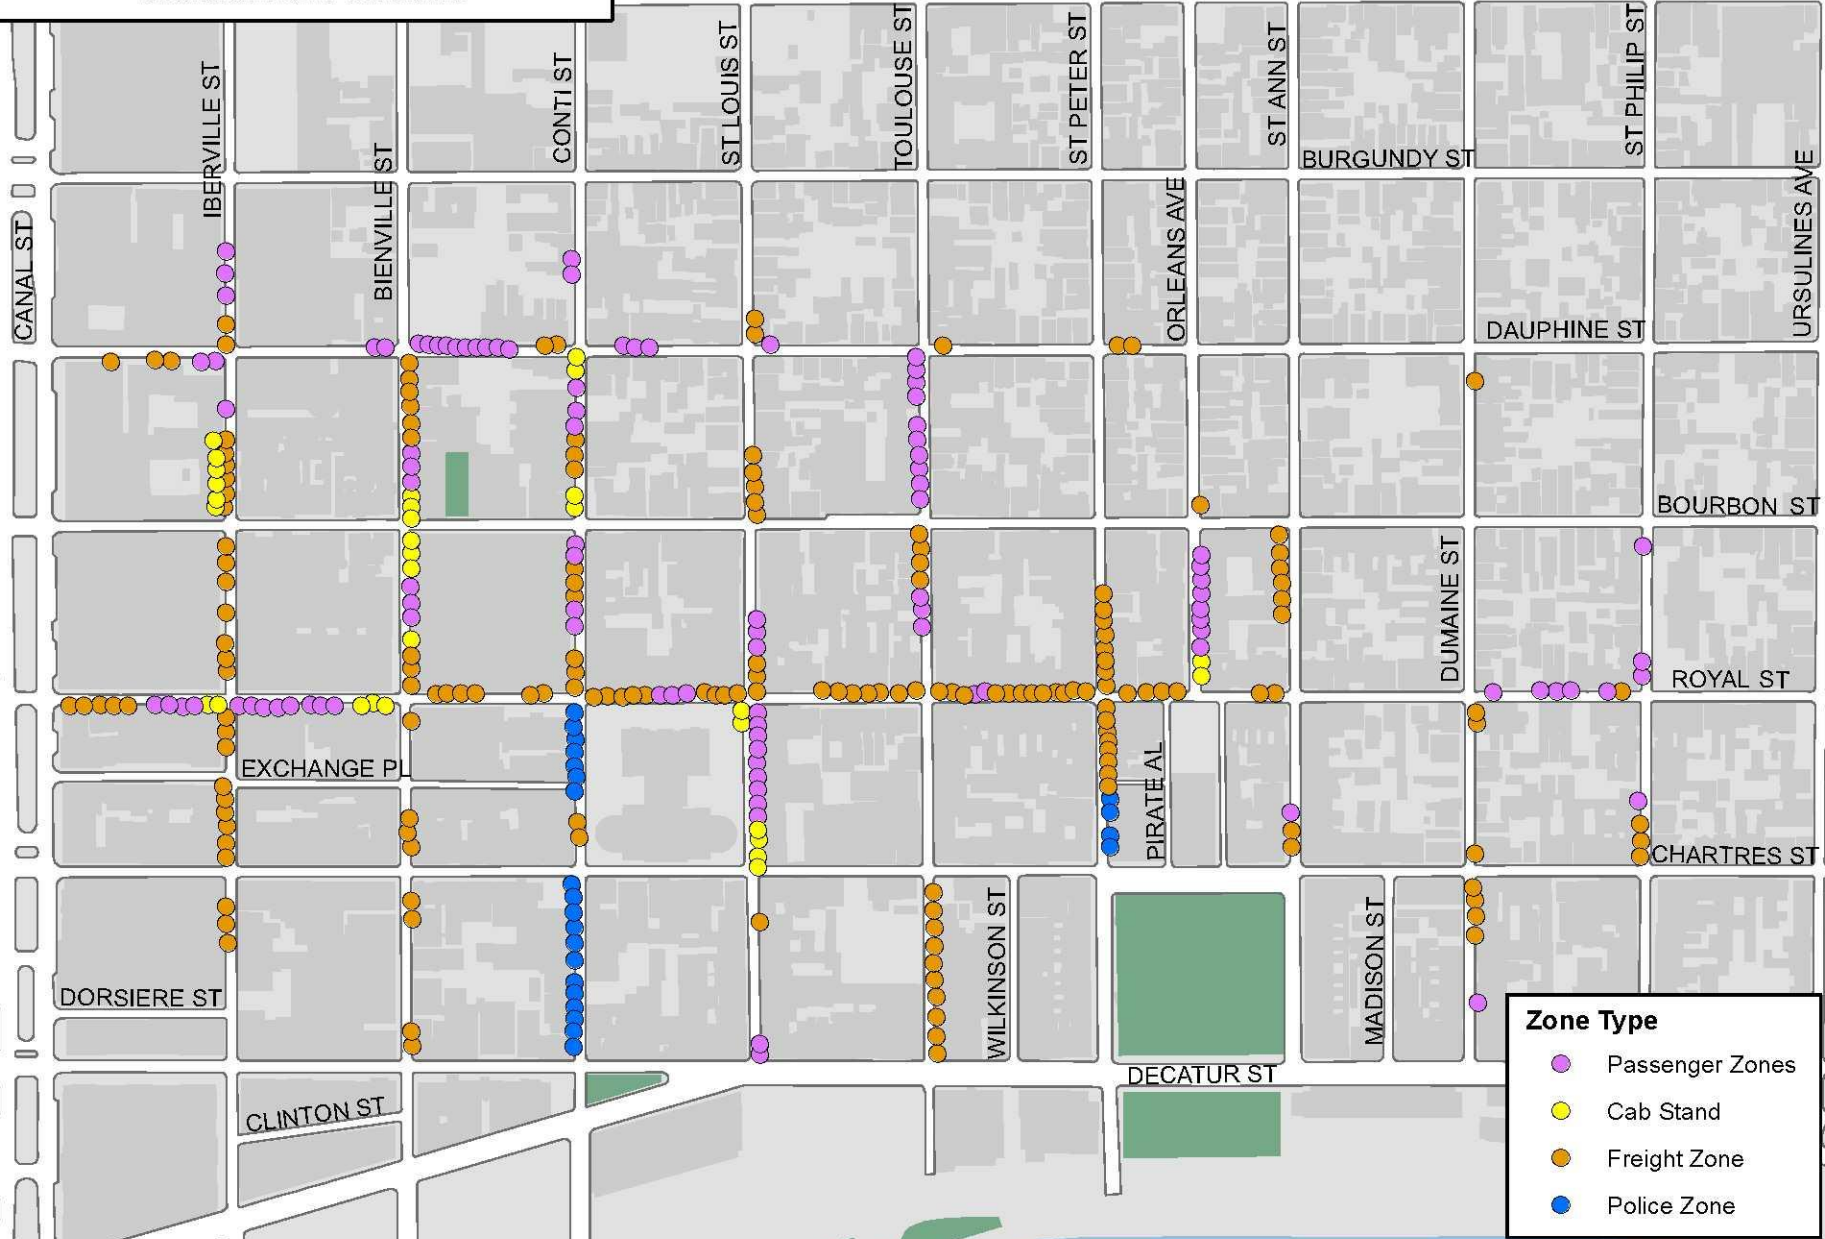 IBERVILLE ST
CONTI ST
ST LOUIS ST
TOULOUSE ST
ST PETER ST
ST ANN ST
ST PHILIP ST
BURGUNDY ST
BIENVILLE ST
ORLEANS AVE
URSULINES AVE
CANAL ST
DAUPHINE ST
BOURBON ST
DUMAINE ST
ROYAL ST
EXCHANGE PL
PIRATE AL
CHARTRES ST
DORSIERE ST
WILKINSON ST
MADISON ST
DECATUR ST
CLINTON ST
Zone Type
Passenger Zones
Cab Stand
Freight Zone
Police Zone